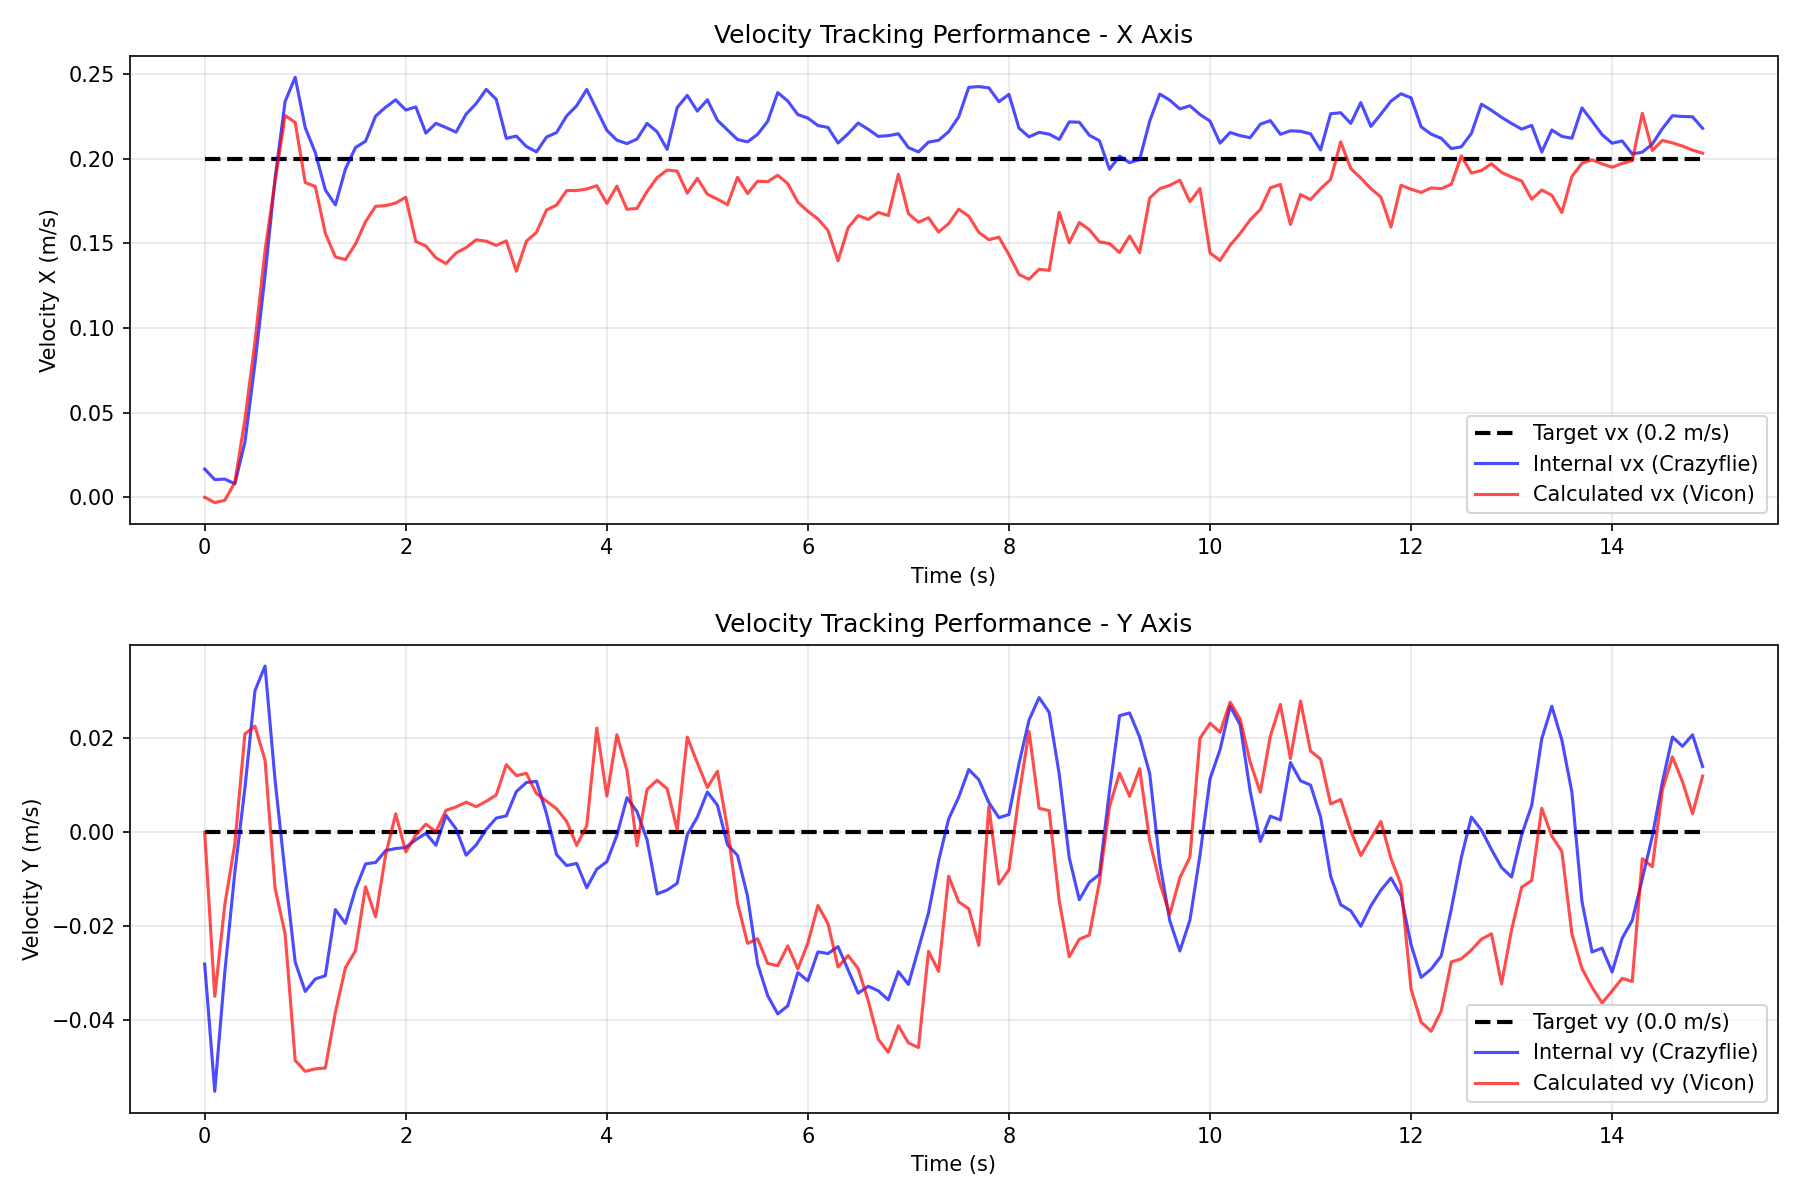 Velocity Tracking Performance - X Axis
Velocity X (m/s)
0.25
0.20
0.15
0.10
0.05
0.00
Target vx (0.2 m/s)
Internal vx (Crazyflie)
Calculated vx (Vicon)
0 2 4 6 8 10 12 14
Time (s)
Velocity Tracking Performance - Y Axis
Velocity Y (m/s)
0.02
0.00
−0.02
−0.04
Target vy (0.0 m/s)
Internal vy (Crazyflie)
Calculated vy (Vicon)
0 2 4 6 8 10 12 14
Time (s)